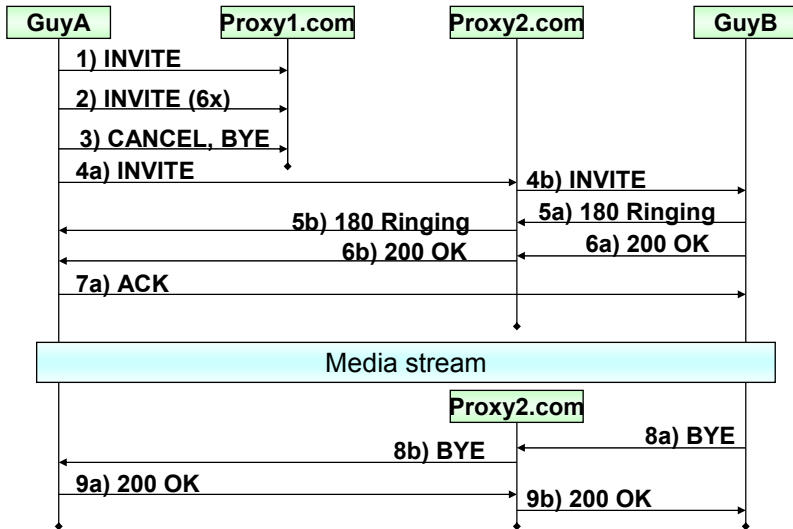 GuyA Proxy1.com Proxy2.com GuyB
1) INVITE
2) INVITE (6x)
3) CANCEL, BYE
4a) INVITE
4b) INVITE
5a) 180 Ringing
5b) 180 Ringing
6a) 200 OK
6b) 200 OK
7a) ACK
Media stream
Proxy2.com
8a) BYE
8b) BYE
9a) 200 OK
9b) 200 OK